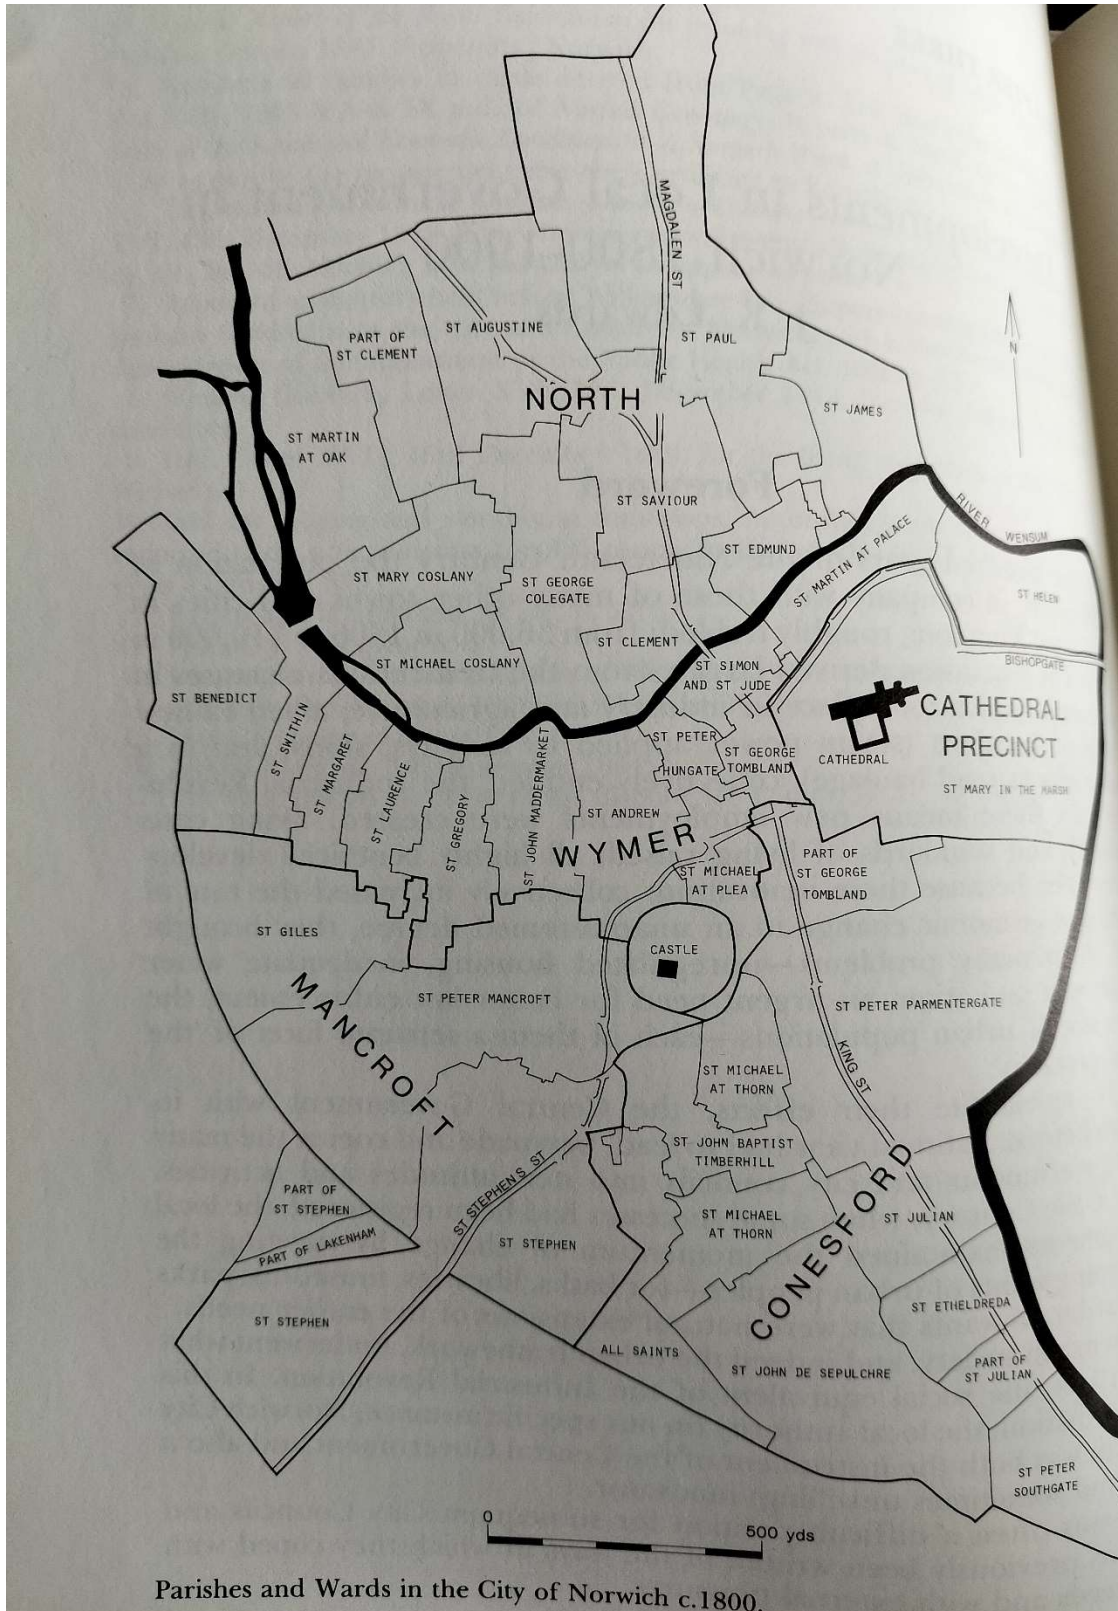 MAGDALEN ST
ST AUGUSTINE
PART OF
ST CLEMENT
ST PAUL
N
NORTH
ST JAMES
ST MARTIN
AT OAK
ST SAVIOUR
RIVER
WENSUM
ST EDMUND
ST MARTIN AT PALACE
ST MARY COSLANY
ST GEORGE
COLEGATE
ST HELEN
ST CLEMENT
ST MICHAEL COSLANY
ST SIMON
AND ST JUDE
BISHOPGATE
ST BENEDICT
ST SWITHIN
CATHEDRAL
PRECINCT
ST PETER
HUNGATE
ST GEORGE
TOMBLAND
CATHEDRAL
ST MARY IN THE MARSH
ST MARGARET
ST LAURENCE
ST GREGORY
ST JOHN MADDERMARKET
ST ANDREW
WYMER
ST MICHAEL
AT PLEA
PART OF
ST GEORGE
TOMBLAND
ST GILES
CASTLE
MANCROFT
ST PETER MANCROFT
ST PETER PARMENTERGATE
KING ST
ST MICHAEL
AT THORN
ST JOHN BAPTIST
TIMBERHILL
ST STEPHENS ST
PART OF
ST STEPHEN
PART OF LAKENHAM
ST STEPHEN
ST MICHAEL
AT THORN
ST JULIAN
CONESFORD
ST ETHELDREDA
ST STEPHEN
ALL SAINTS
ST JOHN DE SEPULCHRE
PART OF
ST JULIAN
ST PETER
SOUTHGATE
0
500 yds
Parishes and Wards in the City of Norwich c.1800.